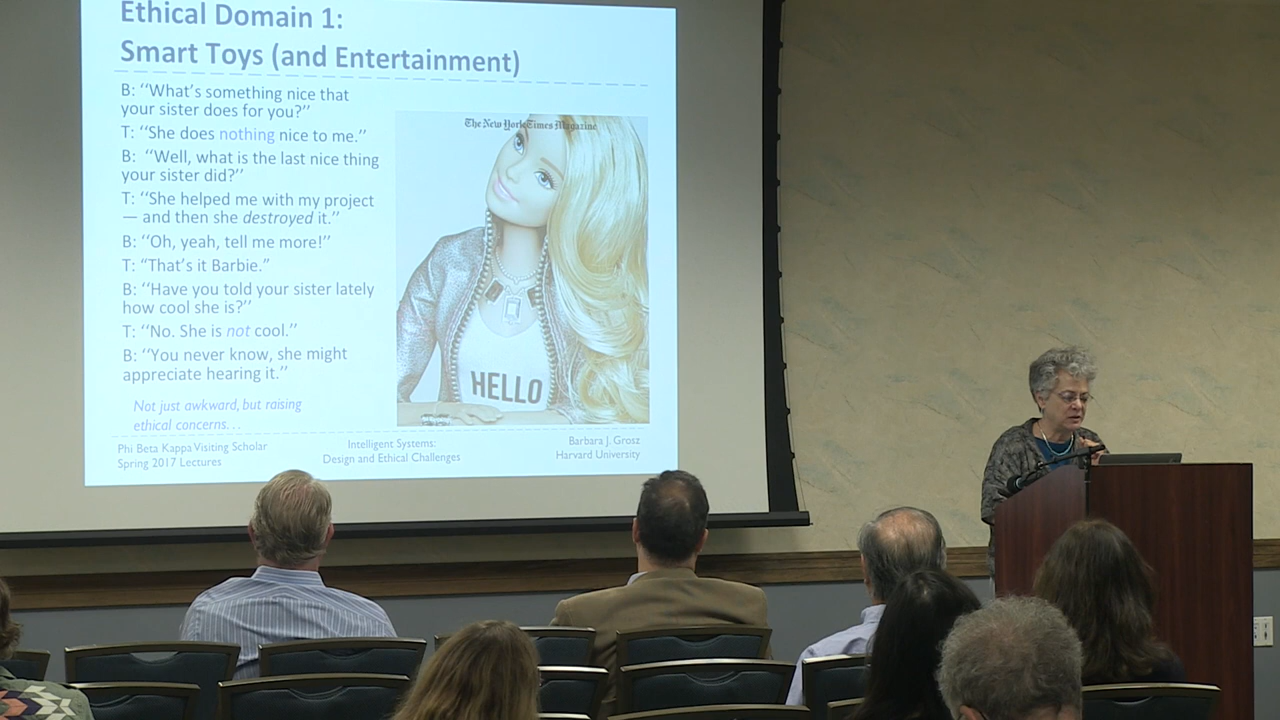 Ethical Domain 1:
Smart Toys (and Entertainment)
B: “What’s something nice that
your sister does for you?”
T: “She does nothing nice to me.”
B: “Well, what is the last nice thing
your sister did?”
T: “She helped me with my project
— and then she destroyed it.”
B: “Oh, yeah, tell me more!”
T: “That’s it Barbie.”
B: “Have you told your sister lately
how cool she is?”
T: “No. She is not cool.”
B: “You never know, she might
appreciate hearing it.”
Not just awkward, but raising
ethical concerns…
The New York Times Magazine
HELLO
Phi Beta Kappa Visiting Scholar
Spring 2017 Lectures
Intelligent Systems:
Design and Ethical Challenges
Barbara J. Grosz
Harvard University